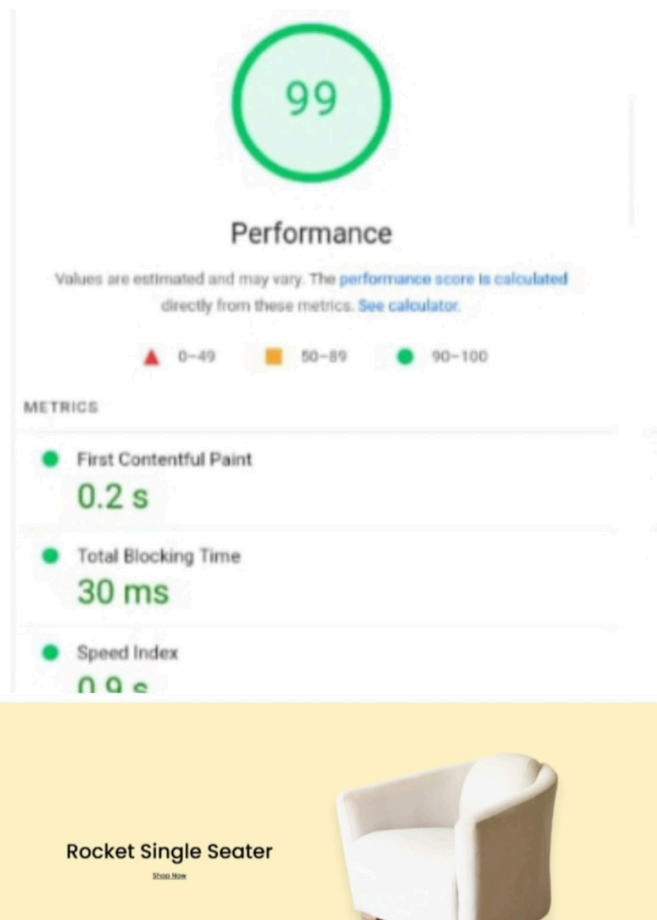 99
Performance
Values are estimated and may vary. The performance score is calculated
directly from these metrics. See calculator.
0–49 50–89 90–100
METRICS
First Contentful Paint
0.2 s
Total Blocking Time
30 ms
Speed Index
0.9 s
Rocket Single Seater
Shop Now